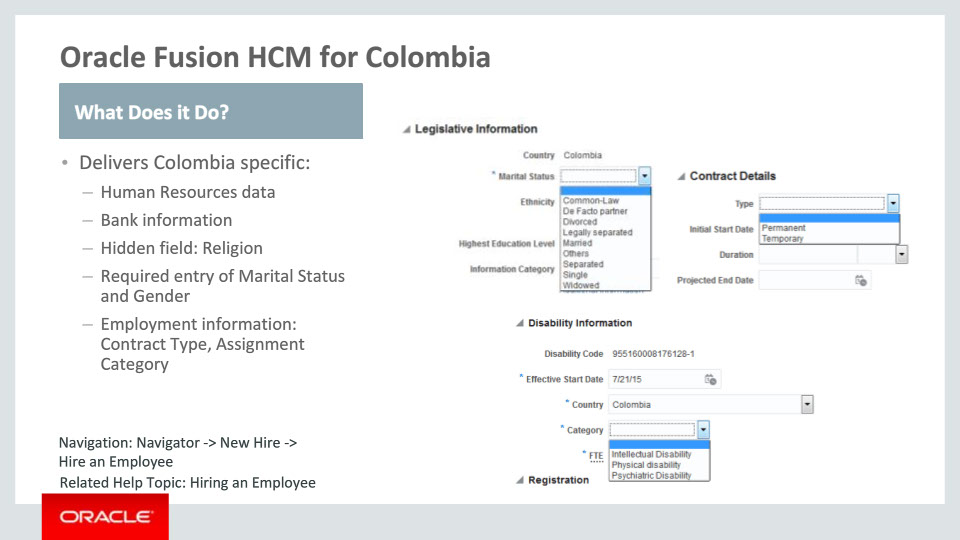 Oracle Fusion HCM for Colombia
What Does it Do?
• Delivers Colombia specific:
– Human Resources data
– Bank information
– Hidden field: Religion
– Required entry of Marital Status
and Gender
– Employment information:
Contract Type, Assignment
Category
Navigation: Navigator -> New Hire ->
Hire an Employee
Related Help Topic: Hiring an Employee
Legislative Information
Country Colombia
* Marital Status
Ethnicity
Highest Education Level
Information Category
Common-Law
De Facto partner
Divorced
Legally separated
Married
Others
Separated
Single
Widowed
Contract Details
Type
Permanent
Temporary
Initial Start Date
Duration
Projected End Date
Disability Information
Disability Code 955160008176128-1
* Effective Start Date 7/21/15
* Country Colombia
* Category
* FTE
Intellectual Disability
Physical disability
Psychiatric Disability
Registration
ORACLE